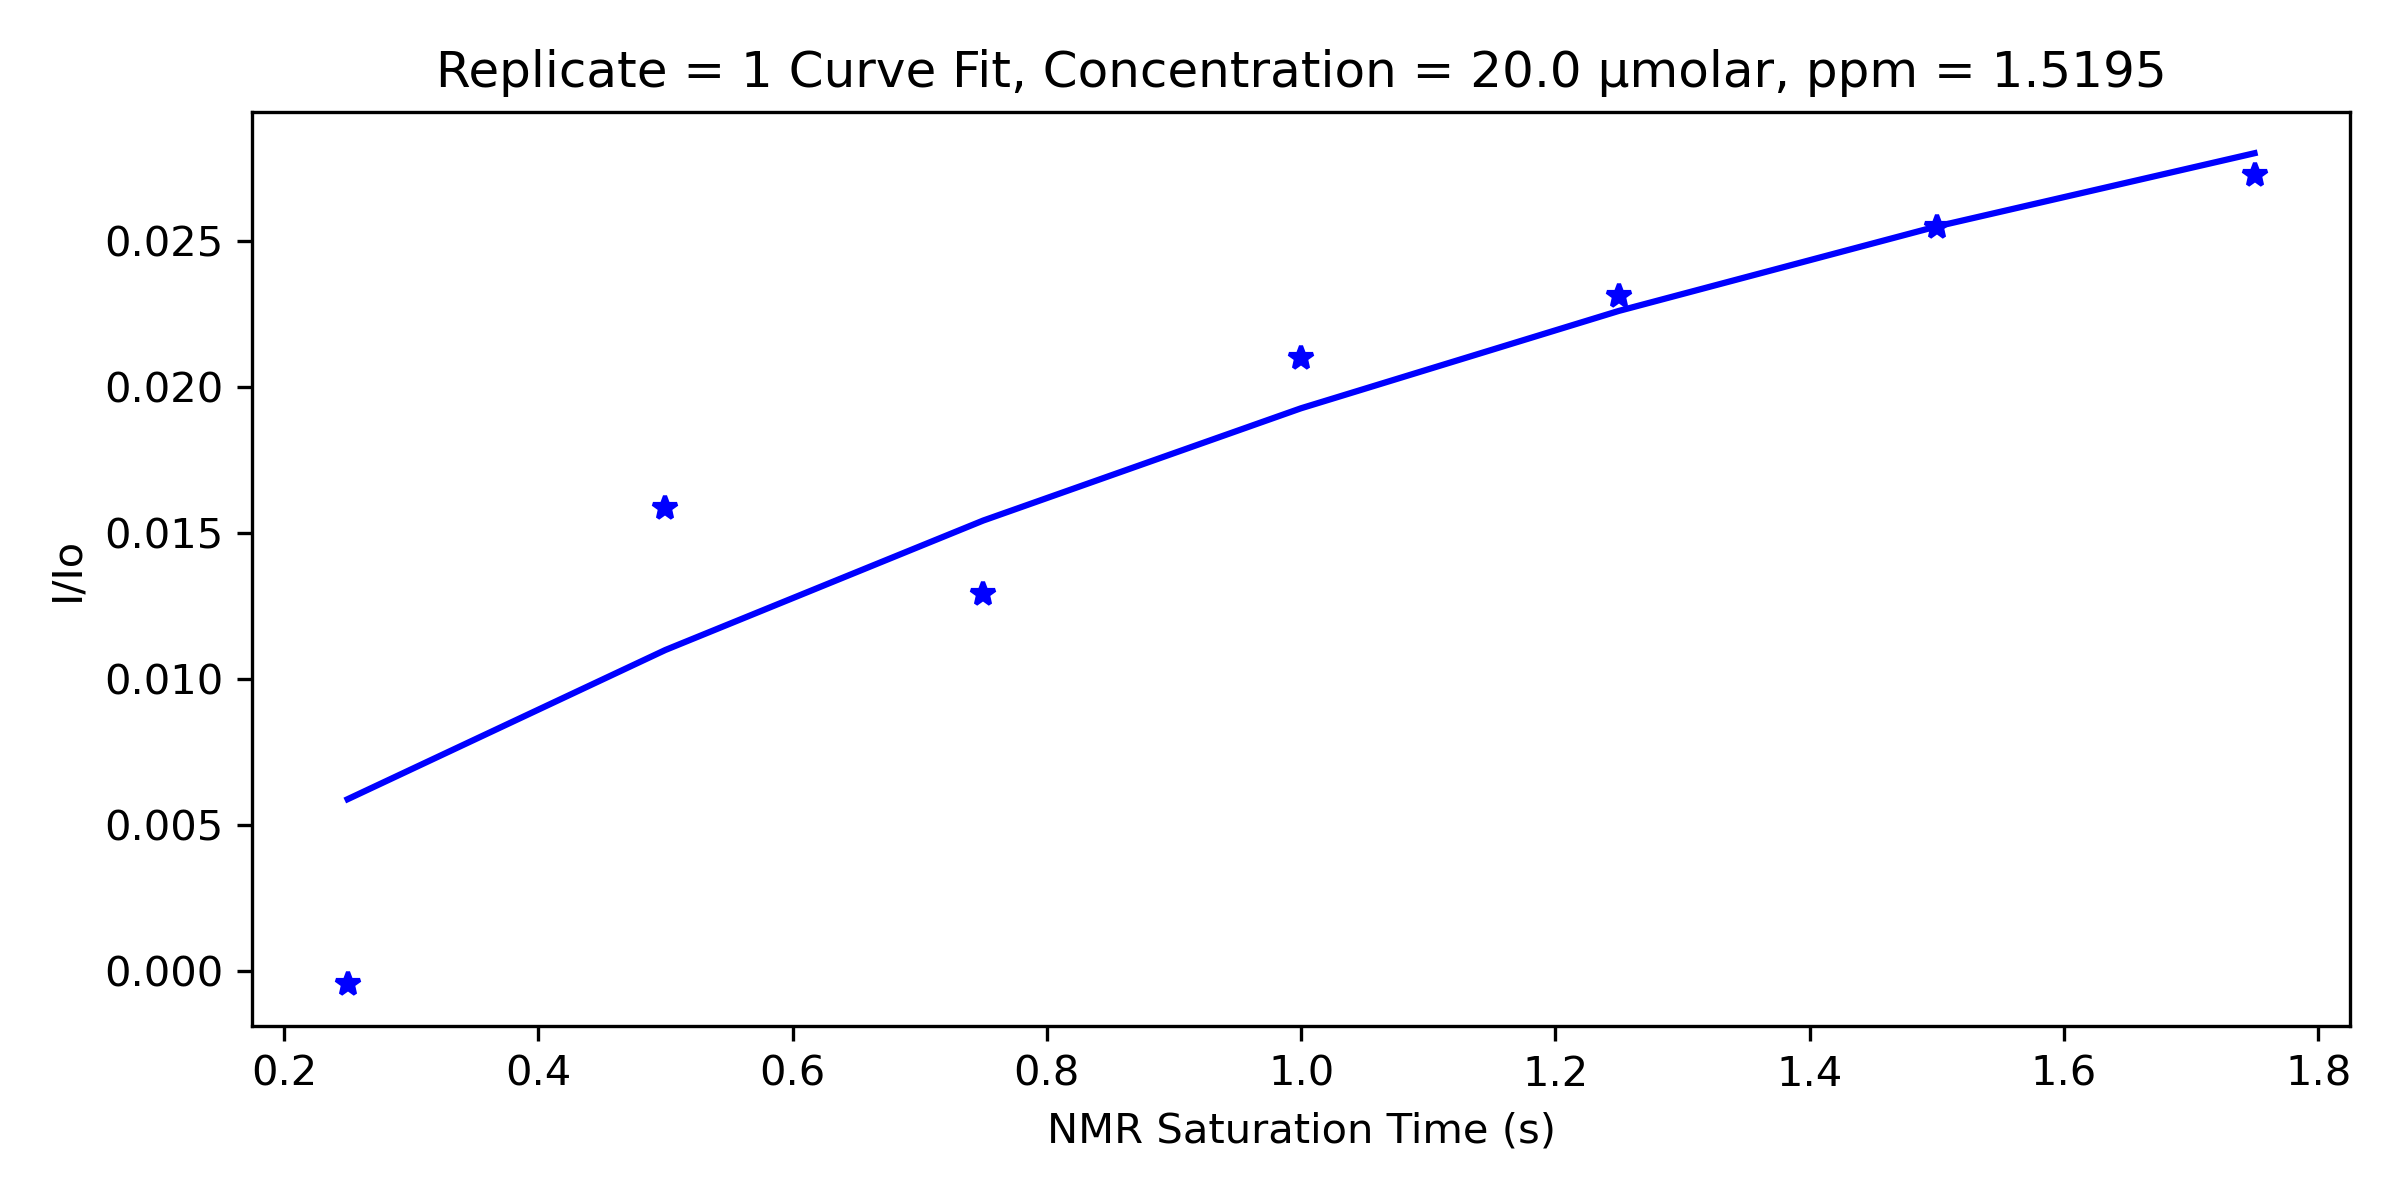 Replicate = 1 Curve Fit, Concentration = 20.0 µmolar, ppm = 1.5195
I/Io
0.025
0.020
0.015
0.010
0.005
0.000
0.2 0.4 0.6 0.8 1.0 1.2 1.4 1.6 1.8
NMR Saturation Time (s)